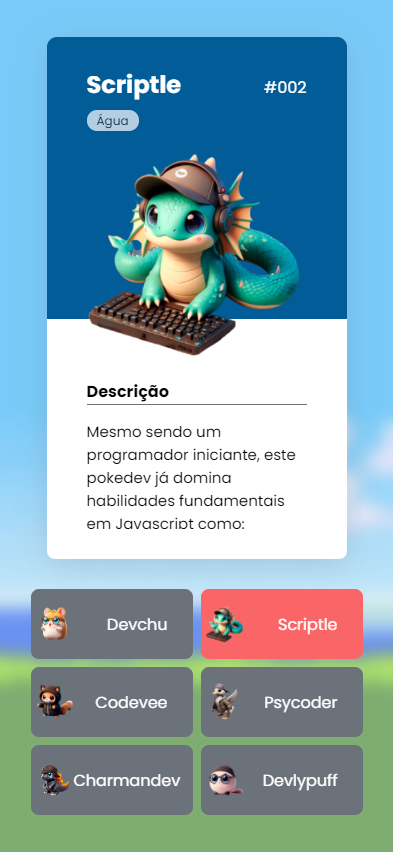 Scriptle
#002
Água
Descrição
Mesmo sendo um
programador iniciante, este
pokedev já domina
habilidades fundamentais
em Javascript como:
Devchu
Scriptle
Codevee
Psycoder
Charmandev
Devlypuff